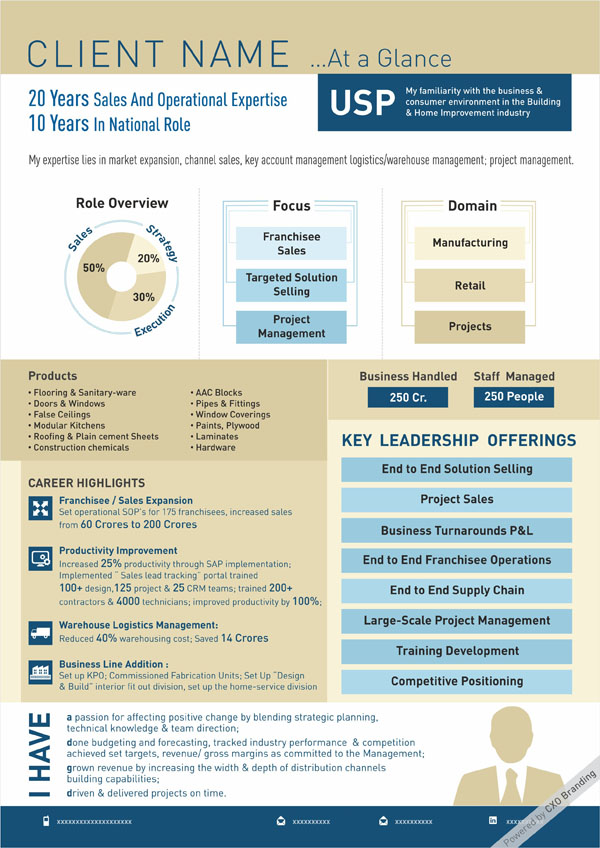 CLIENT NAME ...At a Glance
20 Years Sales And Operational Expertise
10 Years In National Role
USP
My familiarity with the business &
consumer environment in the Building
& Home Improvement industry
My expertise lies in market expansion, channel sales, key account management logistics/warehouse management; project management.
Role Overview
Sales
Strategy
Execution
50%
20%
30%
Focus
Franchisee
Sales
Targeted Solution
Selling
Project
Management
Domain
Manufacturing
Retail
Projects
Products
• Flooring & Sanitary-ware
• Doors & Windows
• False Ceilings
• Modular Kitchens
• Roofing & Plain cement Sheets
• Construction chemicals
• AAC Blocks
• Pipes & Fittings
• Window Coverings
• Paints, Plywood
• Laminates
• Hardware
Business Handled
250 Cr.
Staff Managed
250 People
CAREER HIGHLIGHTS
Franchisee / Sales Expansion
Set operational SOP's for 175 franchisees, increased sales
from 60 Crores to 200 Crores
Productivity Improvement
Increased 25% productivity through SAP implementation;
Implemented " Sales lead tracking" portal trained
100+ design,125 project & 25 CRM teams; trained 200+
contractors & 4000 technicians; improved productivity by 100%;
Warehouse Logistics Management:
Reduced 40% warehousing cost; Saved 14 Crores
Business Line Addition :
Set up KPO; Commissioned Fabrication Units; Set Up "Design
& Build" interior fit out division, set up the home-service division
KEY LEADERSHIP OFFERINGS
End to End Solution Selling
Project Sales
Business Turnarounds P&L
End to End Franchisee Operations
End to End Supply Chain
Large-Scale Project Management
Training Development
Competitive Positioning
I HAVE
a passion for affecting positive change by blending strategic planning,
technical knowledge & team direction;
done budgeting and forecasting, tracked industry performance & competition
achieved set targets, revenue/ gross margins as committed to the Management;
grown revenue by increasing the width & depth of distribution channels
building capabilities;
driven & delivered projects on time.
xxxxxxxxxxxxxxxxxxxx
xxxxxxxxxx
xxxxxxxxxx
in
Powered by CXO Branding